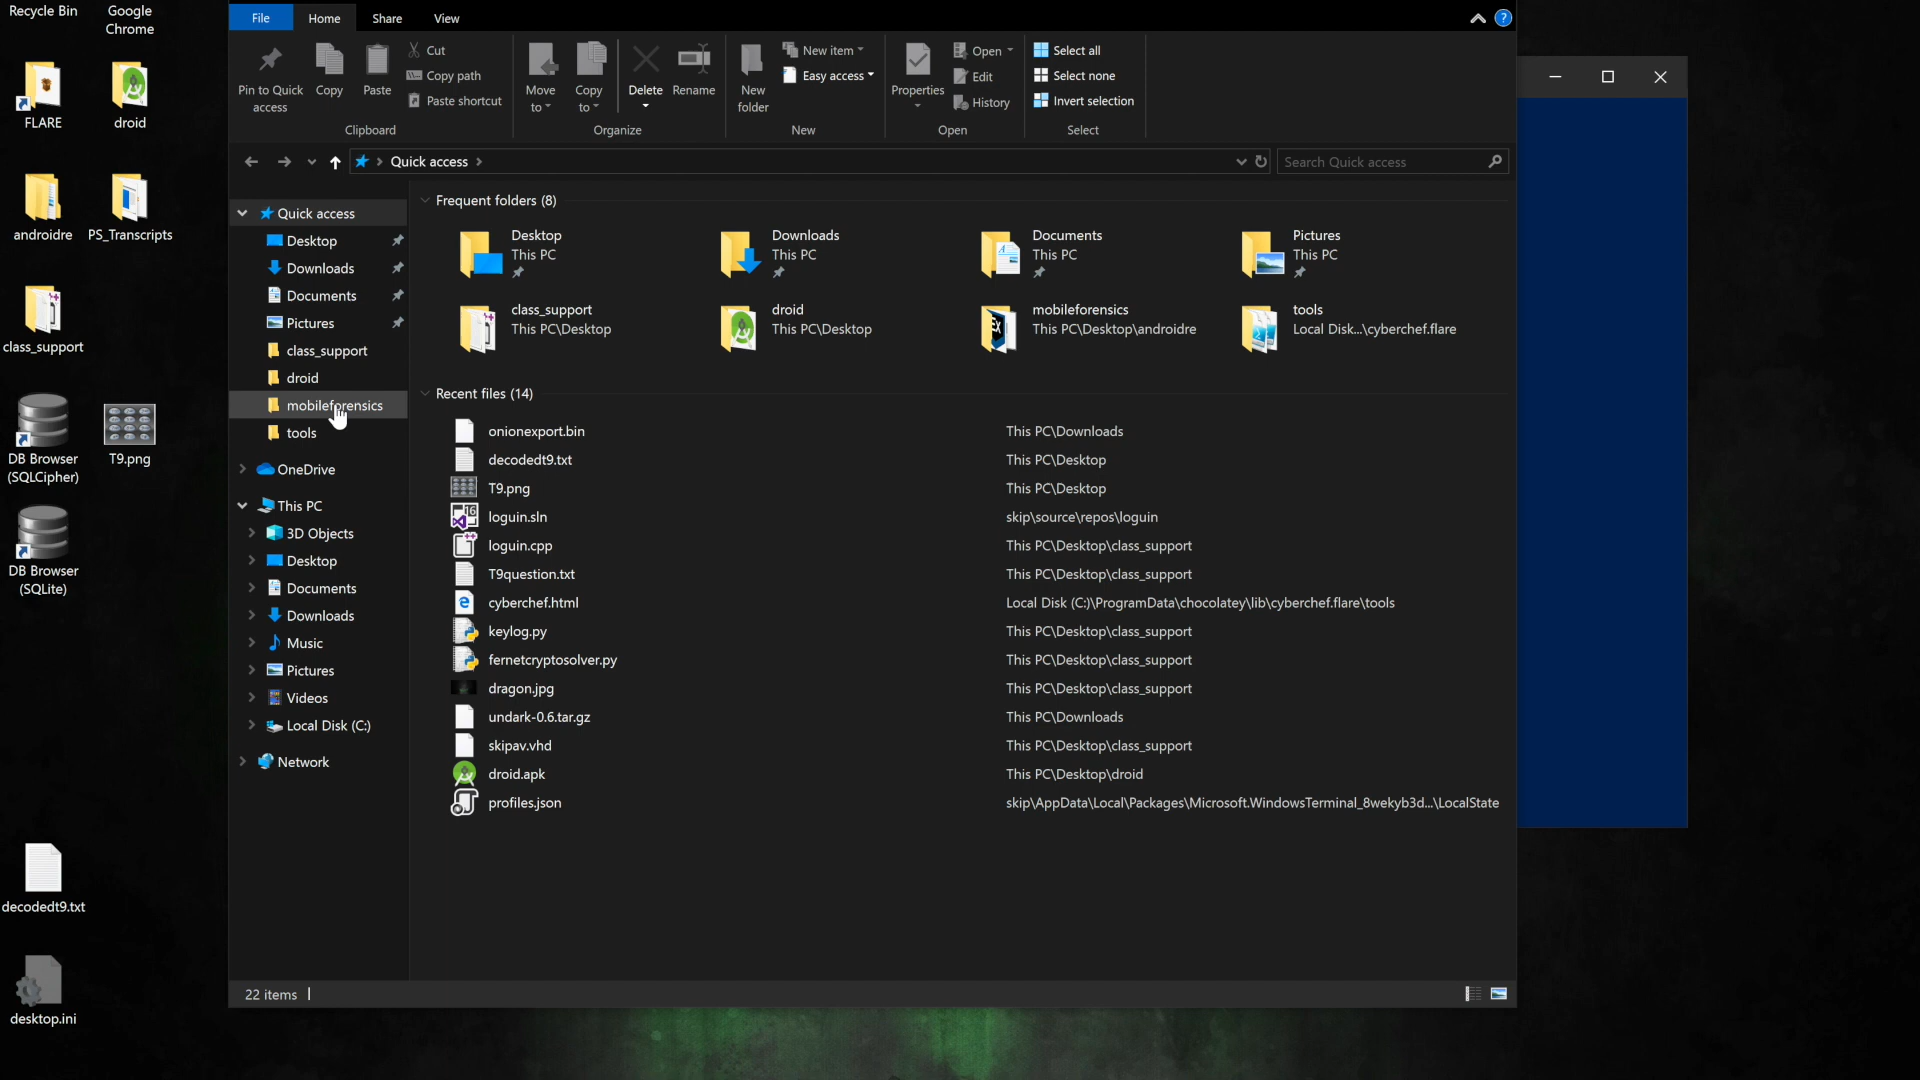 Recycle Bin
Google
Chrome
FLARE
droid
androidre
PS_Transcripts
class_support
DB Browser
(SQLCipher)
T9.png
DB Browser
(SQLite)
decodedt9.txt
desktop.ini
File
Home
Share
View
Pin to Quick
access
Copy
Paste
Cut
Copy path
Paste shortcut
Clipboard
Move
to
Copy
to
Delete
Rename
Organize
New
folder
New item
Easy access
New
Properties
Open
Edit
History
Open
Select all
Select none
Invert selection
Select
Quick access
Search Quick access
Quick access
Desktop
Downloads
Documents
Pictures
class_support
droid
mobileforensics
tools
OneDrive
This PC
3D Objects
Desktop
Documents
Downloads
Music
Pictures
Videos
Local Disk (C:)
Network
Frequent folders (8)
Desktop
This PC
Downloads
This PC
Documents
This PC
Pictures
This PC
class_support
This PC\Desktop
droid
This PC\Desktop
mobileforensics
This PC\Desktop\androidre
tools
Local Disk...\cyberchef.flare
Recent files (14)
onionexport.bin This PC\Downloads
decodedt9.txt This PC\Desktop
T9.png This PC\Desktop
loguin.sln skip\source\repos\loguin
loguin.cpp This PC\Desktop\class_support
T9question.txt This PC\Desktop\class_support
cyberchef.html Local Disk (C:)\ProgramData\chocolatey\lib\cyberchef.flare\tools
keylog.py This PC\Desktop\class_support
fernetcryptosolver.py This PC\Desktop\class_support
dragon.jpg This PC\Desktop\class_support
undark-0.6.tar.gz This PC\Downloads
skipav.vhd This PC\Desktop\class_support
droid.apk This PC\Desktop\droid
profiles.json skip\AppData\Local\Packages\Microsoft.WindowsTerminal_8wekyb3d...\LocalState
22 items